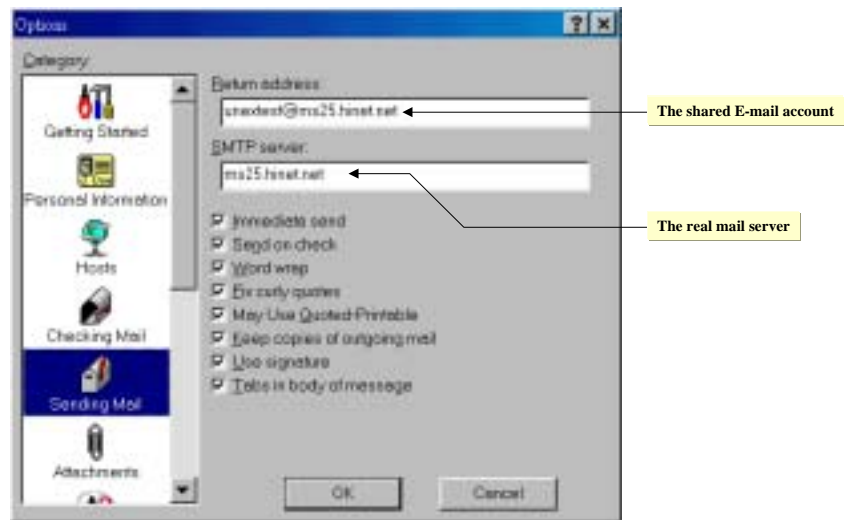 Options
Category
Getting Started
Personal Information
Hosts
Checking Mail
Sending Mail
Attachments
Return address:
unextest@ms25.hinet.net
SMTP server:
ms25.hinet.net
Immediate send
Send on check
Word wrap
Fix curly quotes
May Use Quoted-Printable
Keep copies of outgoing mail
Use signature
Tabs in body of message
OK
Cancel
The shared E-mail account
The real mail server